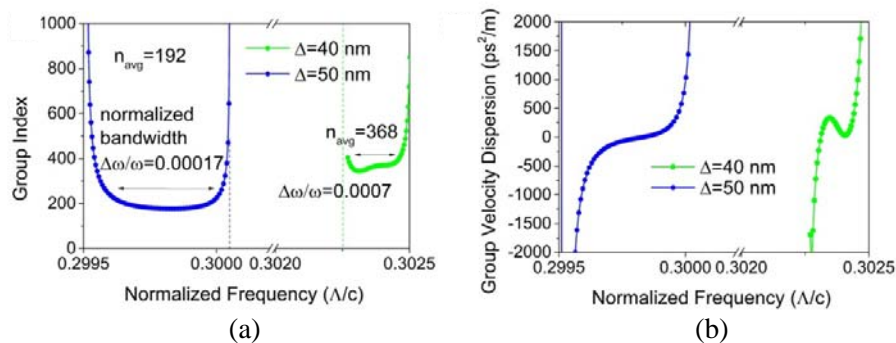 1000
800
600
400
200
0
Group Index
n_avg=192
Δ=40 nm
Δ=50 nm
normalized
bandwidth
Δω/ω=0.00017
n_avg=368
Δω/ω=0.0007
0.2995
0.3000
0.3020
0.3025
Normalized Frequency (Λ/c)
(a)
Group Velocity Dispersion (ps²/m)
2000
1500
1000
500
0
-500
-1000
-1500
-2000
Δ=40 nm
Δ=50 nm
0.2995
0.3000
0.3020
0.3025
Normalized Frequency (Λ/c)
(b)